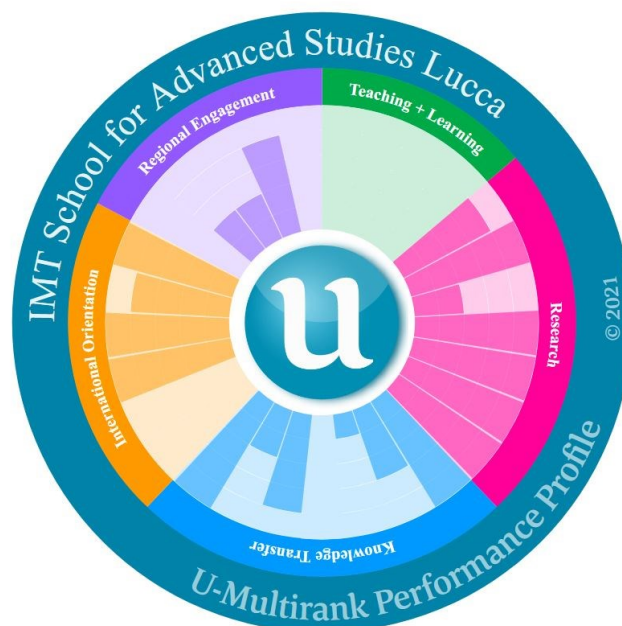 IMT School for Advanced Studies Lucca
Regional Engagement
Teaching + Learning
Research
International Orientation
Knowledge Transfer
u
© 2021
U-Multirank Performance Profile